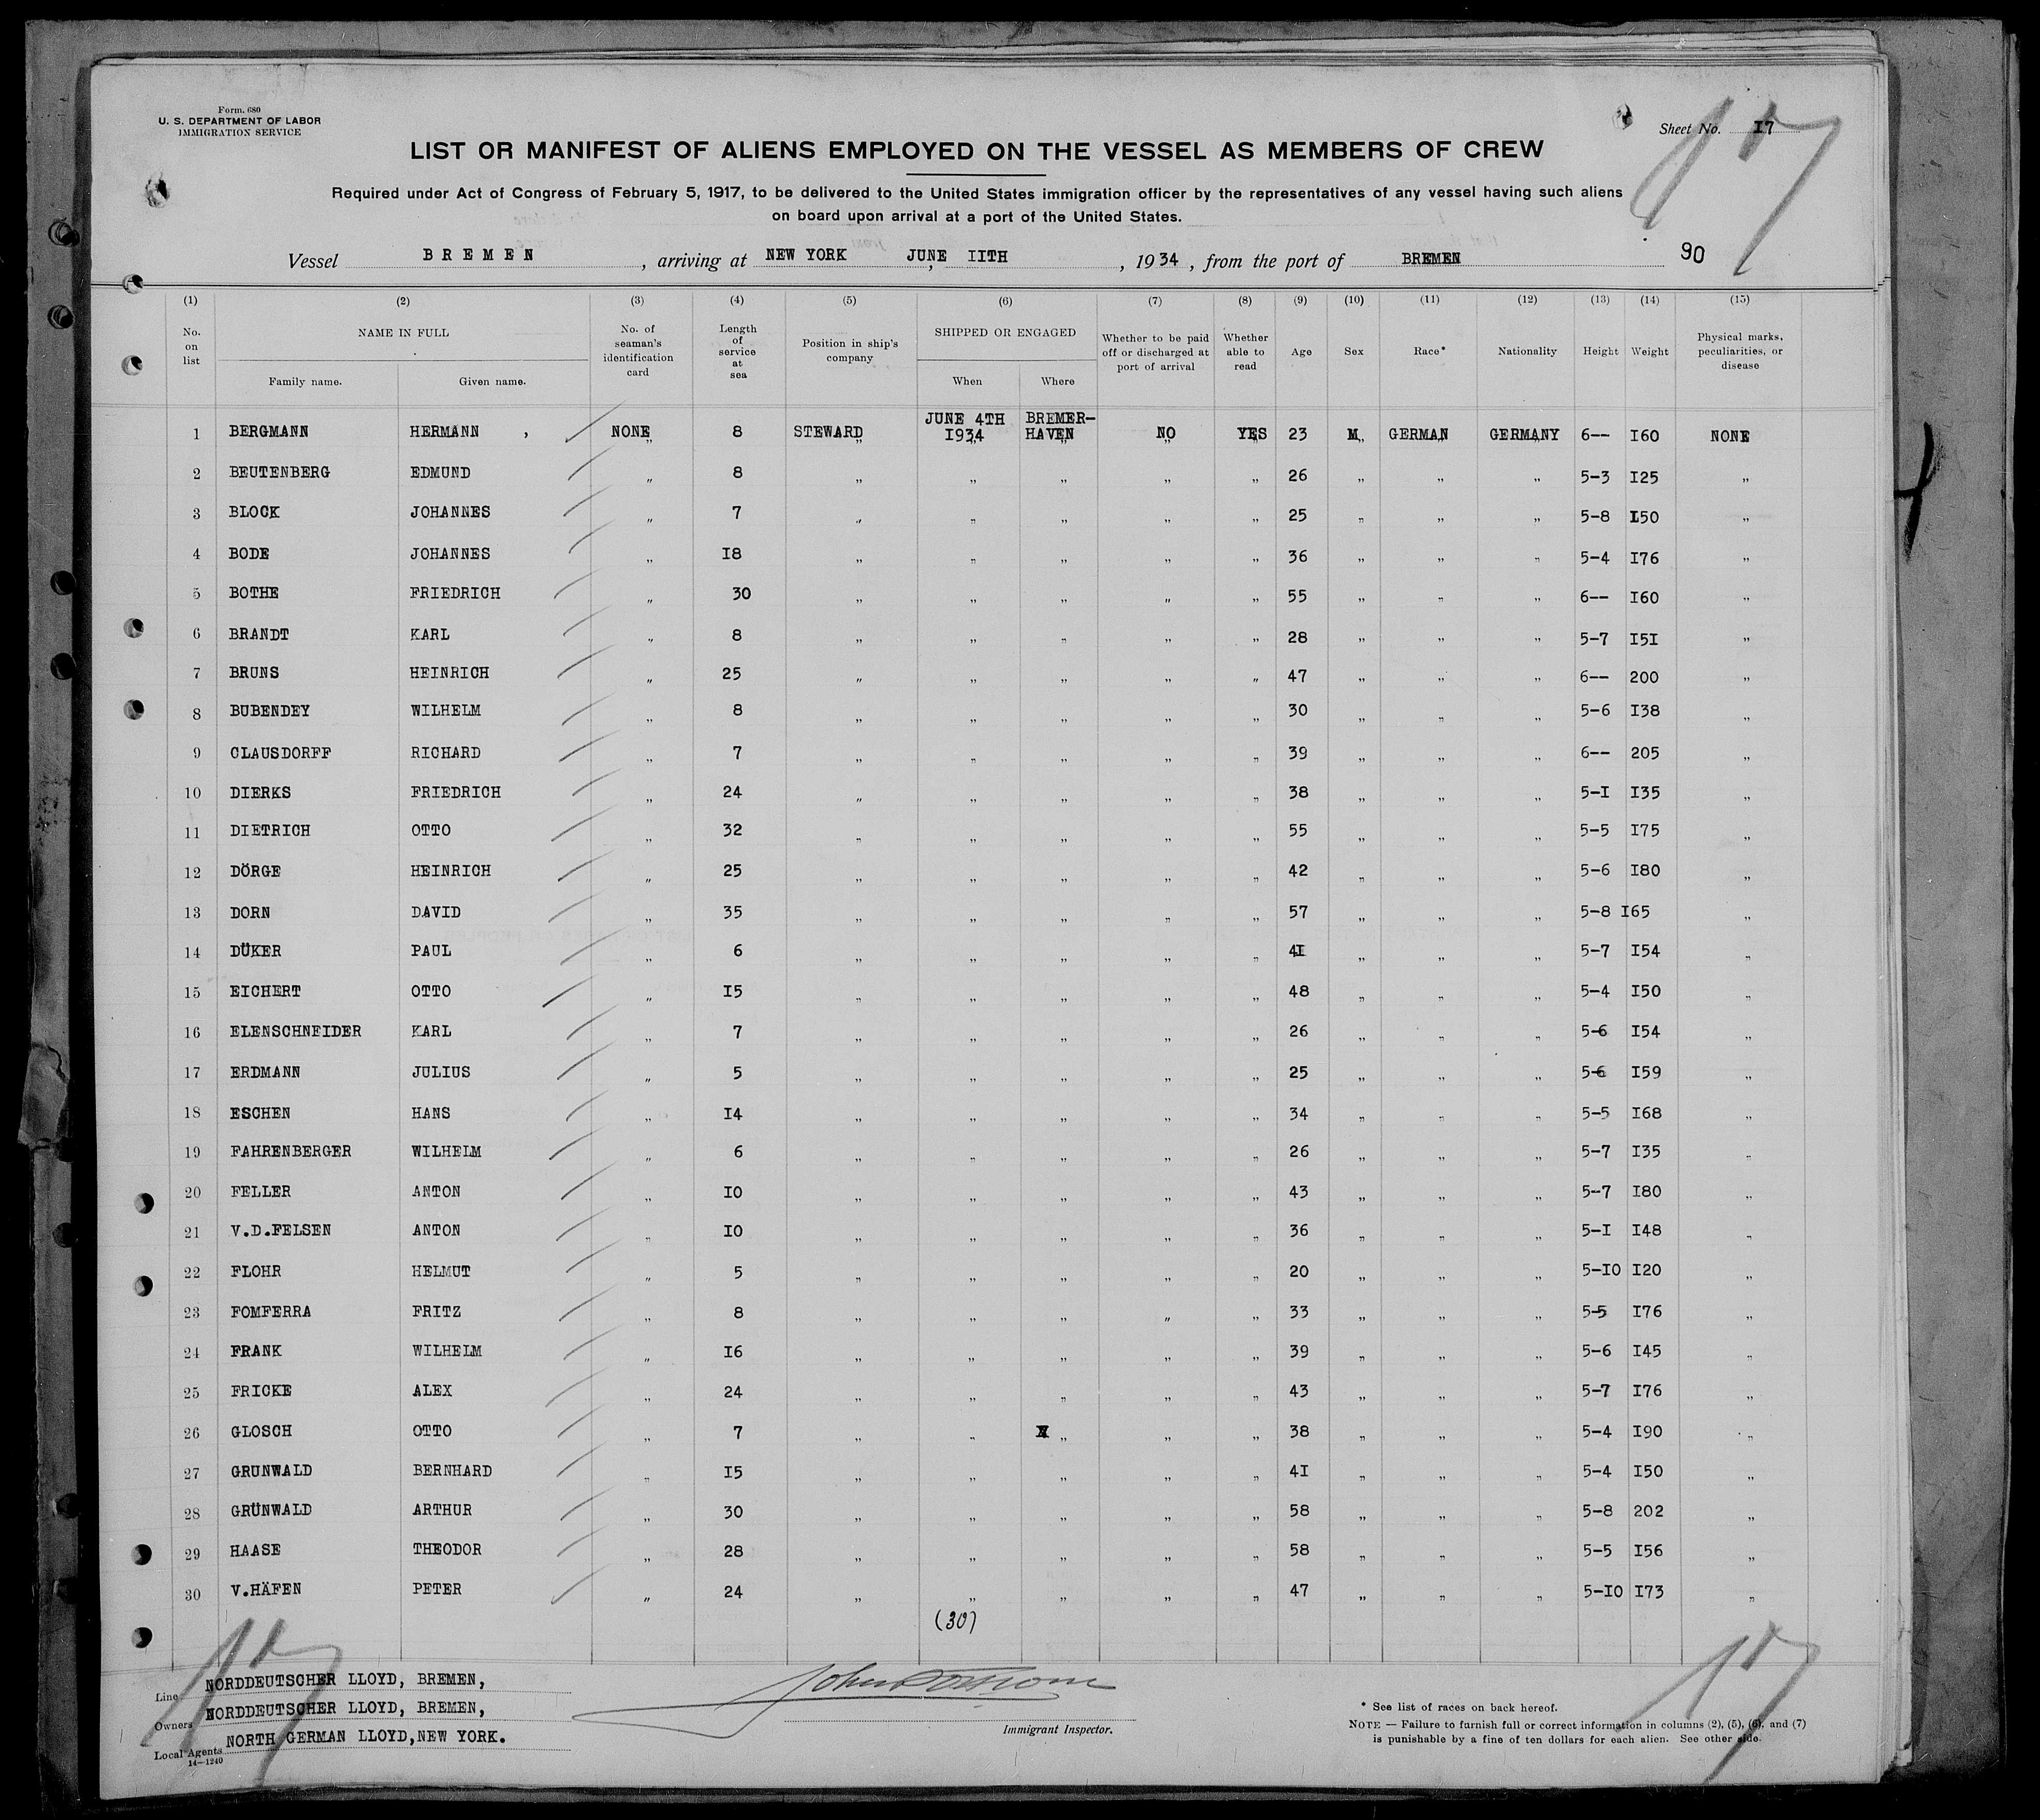 Form. 680
U. S. DEPARTMENT OF LABOR
IMMIGRATION SERVICE
Sheet No. I7
17
LIST OR MANIFEST OF ALIENS EMPLOYED ON THE VESSEL AS MEMBERS OF CREW
Required under Act of Congress of February 5, 1917, to be delivered to the United States immigration officer by the representatives of any vessel having such aliens
on board upon arrival at a port of the United States.
Vessel BREMEN, arriving at NEW YORK JUNE IITH, 1934, from the port of BREMEN 90
(1) (2) (3) (4) (5) (6) (7) (8) (9) (10) (11) (12) (13) (14) (15)
No. on list NAME IN FULL Family name. Given name. No. of seaman's identification card Length of service at sea Position in ship's company SHIPPED OR ENGAGED When Where Whether to be paid off or discharged at port of arrival Whether able to read Age Sex Race* Nationality Height Weight Physical marks, peculiarities, or disease
1 BERGMANN HERMANN , NONE 8 STEWARD JUNE 4TH 1934 BREMER-HAVEN NO YES 23 M GERMAN GERMANY 6-- I60 NONE
2 BEUTENBERG EDMUND „ 8 „ „ „ „ „ 26 „ „ „ 5-3 I25 „
3 BLOCK JOHANNES „ 7 „ „ „ „ „ 25 „ „ „ 5-8 I50 „
4 BODE JOHANNES „ I8 „ „ „ „ „ 36 „ „ „ 5-4 I76 „
5 BOTHE FRIEDRICH „ 30 „ „ „ „ „ 55 „ „ „ 6-- I60 „
6 BRANDT KARL „ 8 „ „ „ „ „ 28 „ „ „ 5-7 I5I „
7 BRUNS HEINRICH „ 25 „ „ „ „ „ 47 „ „ „ 6-- 200 „
8 BUBENDEY WILHELM „ 8 „ „ „ „ „ 30 „ „ „ 5-6 I38 „
9 CLAUSDORFF RICHARD „ 7 „ „ „ „ „ 39 „ „ „ 6-- 205 „
10 DIERKS FRIEDRICH „ 24 „ „ „ „ „ 38 „ „ „ 5-I I35 „
11 DIETRICH OTTO „ 32 „ „ „ „ „ 55 „ „ „ 5-5 I75 „
12 DÖRGE HEINRICH „ 25 „ „ „ „ „ 42 „ „ „ 5-6 I80 „
13 DORN DAVID „ 35 „ „ „ „ „ 57 „ „ „ 5-8 I65 „
14 DÜKER PAUL „ 6 „ „ „ „ „ 4I „ „ „ 5-7 I54 „
15 EICHERT OTTO „ I5 „ „ „ „ „ 48 „ „ „ 5-4 I50 „
16 ELENSCHNEIDER KARL „ 7 „ „ „ „ „ 26 „ „ „ 5-6 I54 „
17 ERDMANN JULIUS „ 5 „ „ „ „ „ 25 „ „ „ 5-6 I59 „
18 ESCHEN HANS „ I4 „ „ „ „ „ 34 „ „ „ 5-5 I68 „
19 FAHRENBERGER WILHELM „ 6 „ „ „ „ „ 26 „ „ „ 5-7 I35 „
20 FELLER ANTON „ I0 „ „ „ „ „ 43 „ „ „ 5-7 I80 „
21 V.D.FELSEN ANTON „ I0 „ „ „ „ „ 36 „ „ „ 5-I I48 „
22 FLOHR HELMUT „ 5 „ „ „ „ „ 20 „ „ „ 5-I0 I20 „
23 FOMFERRA FRITZ „ 8 „ „ „ „ „ 33 „ „ „ 5-5 I76 „
24 FRANK WILHELM „ I6 „ „ „ „ „ 39 „ „ „ 5-6 I45 „
25 FRICKE ALEX „ 24 „ „ „ „ „ 43 „ „ „ 5-7 I76 „
26 GLOSCH OTTO „ 7 „ „ „ „ „ 38 „ „ „ 5-4 I90 „
27 GRUNWALD BERNHARD „ I5 „ „ „ „ „ 4I „ „ „ 5-4 I50 „
28 GRÜNWALD ARTHUR „ 30 „ „ „ „ „ 58 „ „ „ 5-8 202 „
29 HAASE THEODOR „ 28 „ „ „ „ „ 58 „ „ „ 5-5 I56 „
30 V.HÄFEN PETER „ 24 „ „ „ „ „ 47 „ „ „ 5-I0 I73 „
(30)
17
17
Line NORDDEUTSCHER LLOYD, BREMEN,
Owners NORDDEUTSCHER LLOYD, BREMEN,
Local Agents NORTH GERMAN LLOYD,NEW YORK.
14—1240
John
Immigrant Inspector.
* See list of races on back hereof.
NOTE — Failure to furnish full or correct information in columns (2), (5), (6), and (7)
is punishable by a fine of ten dollars for each alien. See other side.